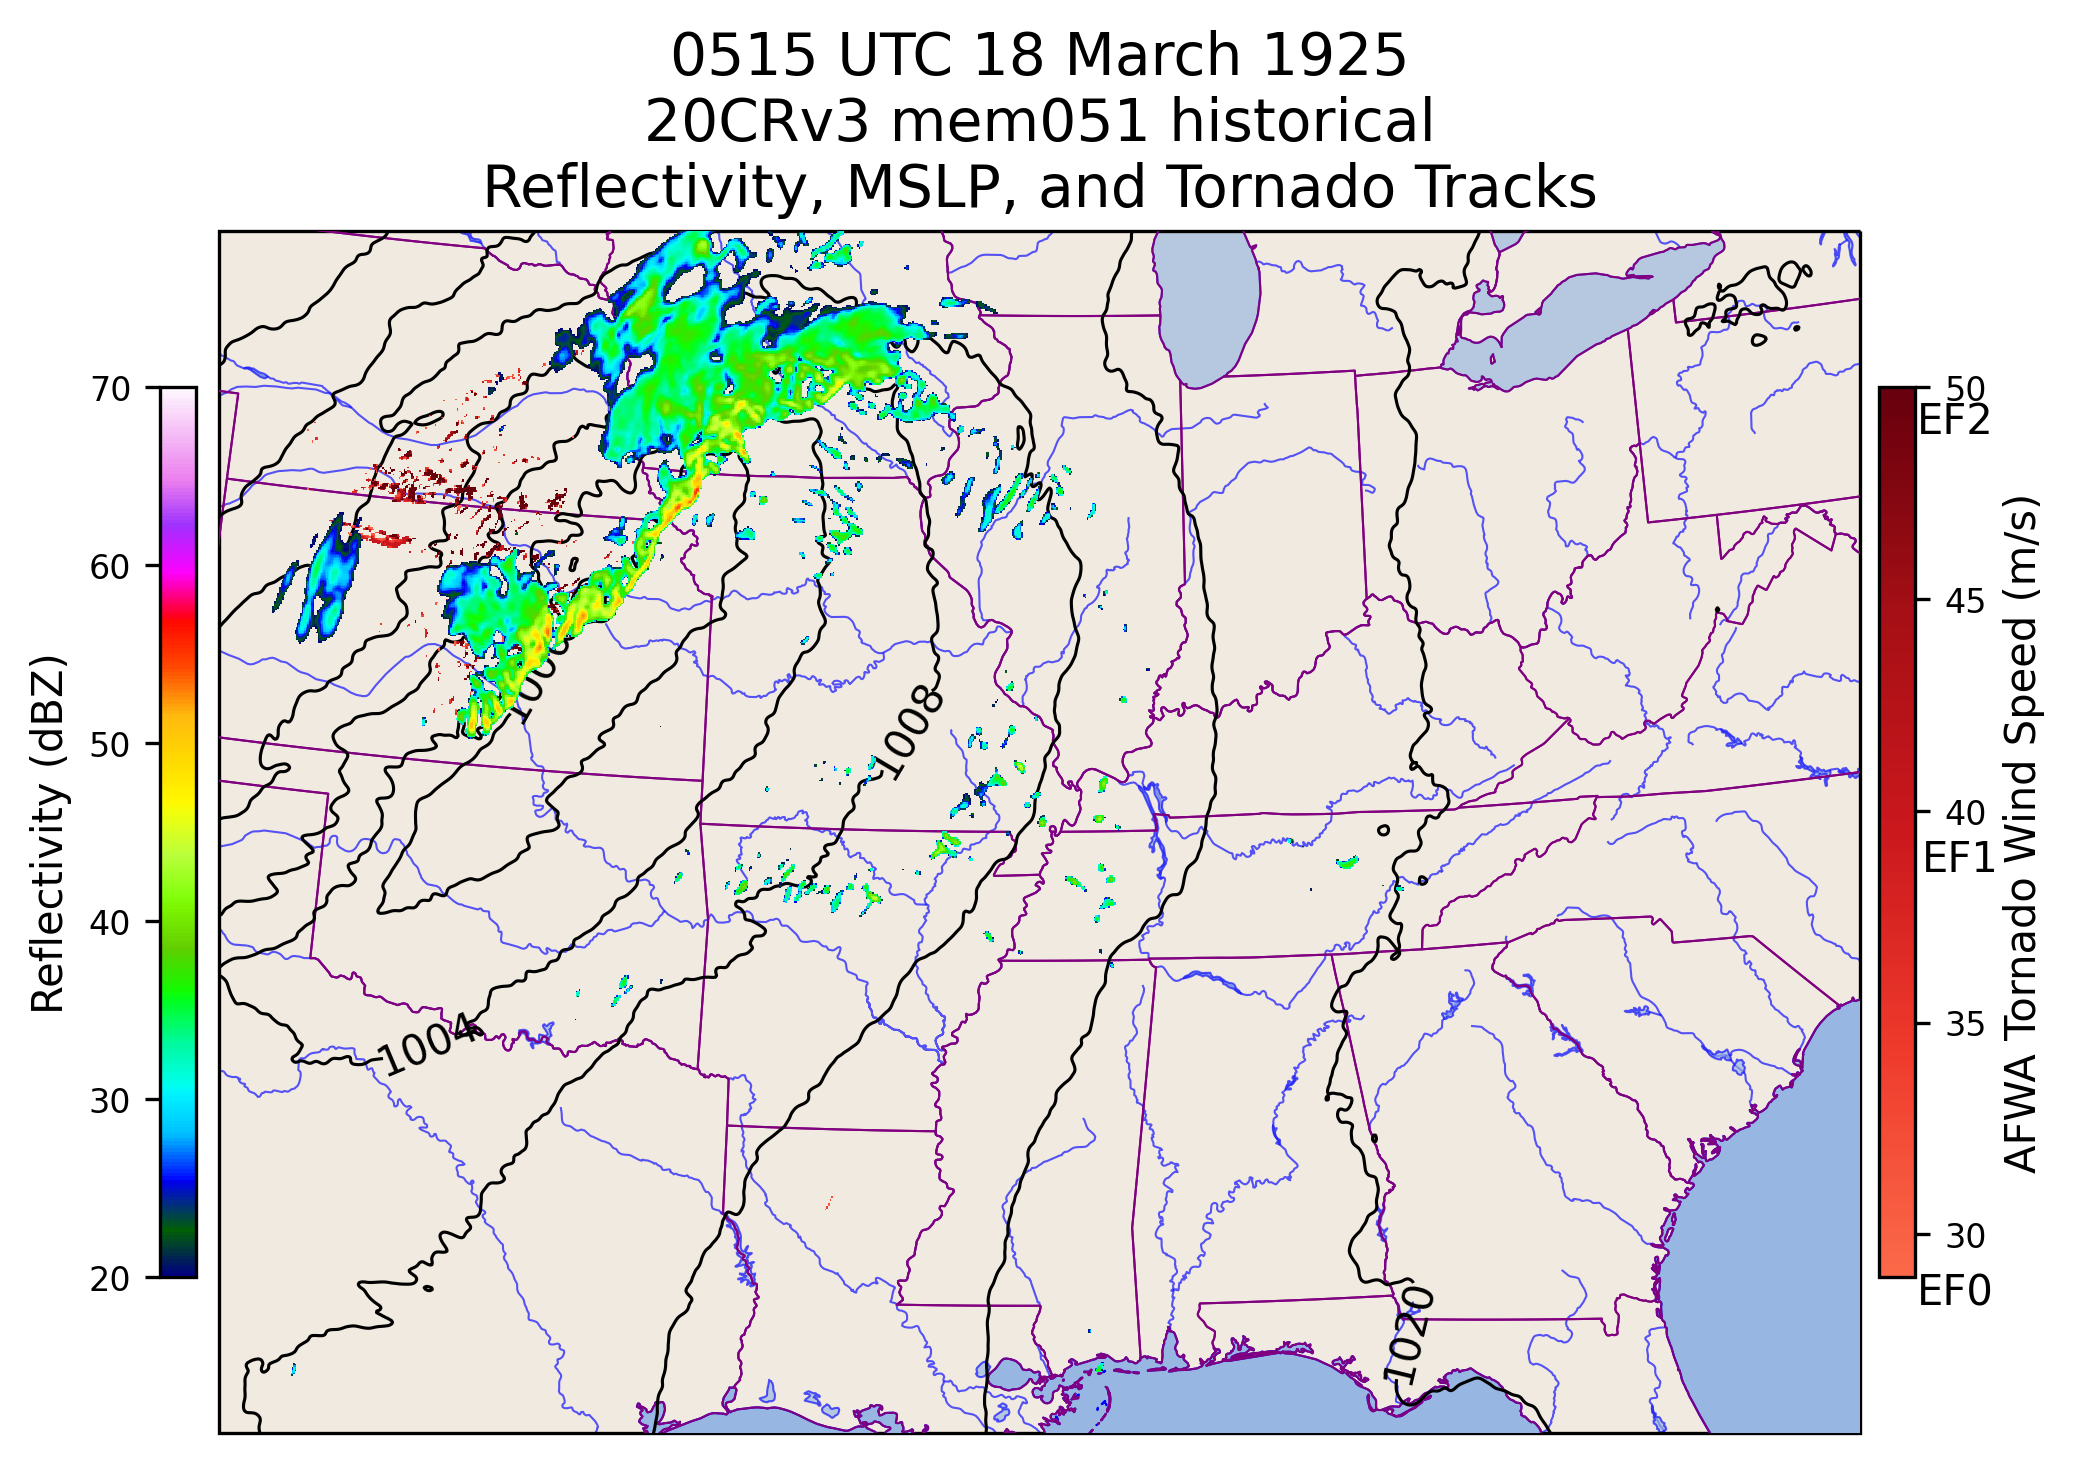 0515 UTC 18 March 1925
20CRv3 mem051 historical
Reflectivity, MSLP, and Tornado Tracks
70
60
50
40
30
20
Reflectivity (dBZ)
1008
1004
1020
50
EF2
45
40
EF1
35
30
EF0
AFWA Tornado Wind Speed (m/s)